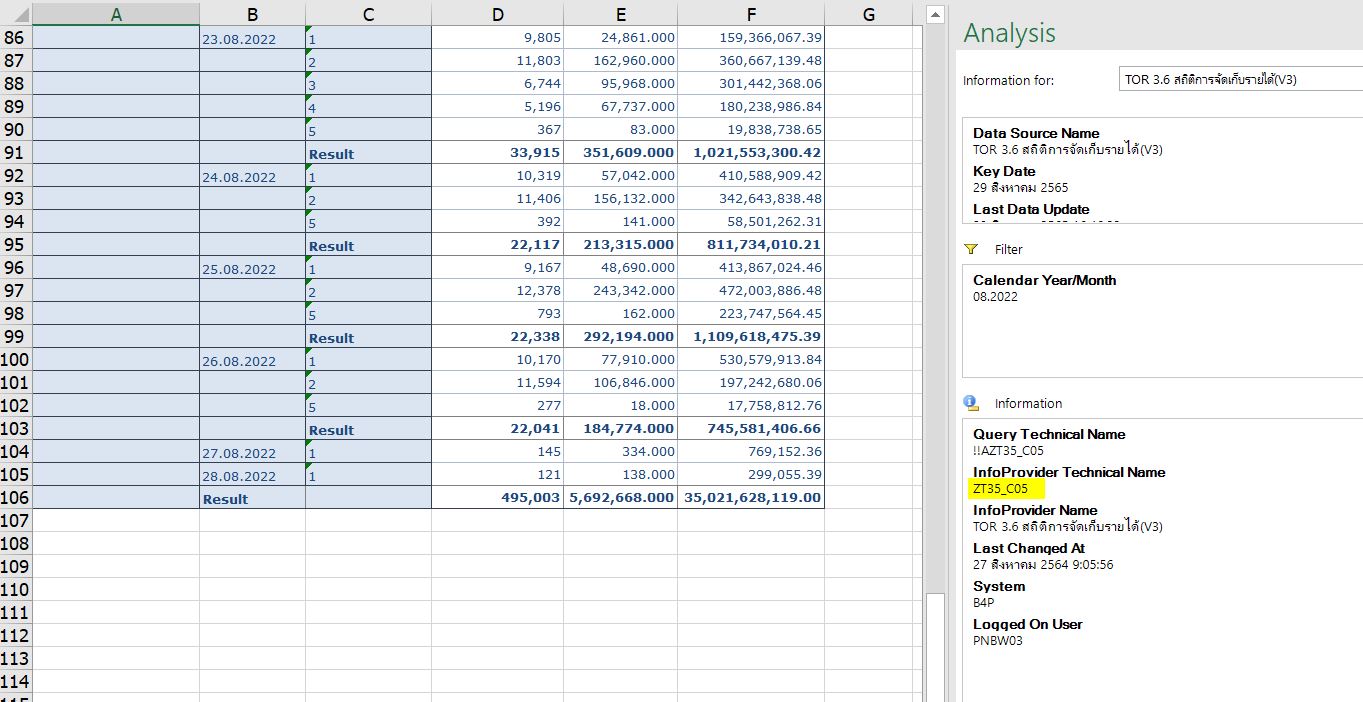 A B C D E F G
86 23.08.2022 1 9,805 24,861.000 159,366,067.39
87 2 11,803 162,960.000 360,667,139.48
88 3 6,744 95,968.000 301,442,368.06
89 4 5,196 67,737.000 180,238,986.84
90 5 367 83.000 19,838,738.65
91 Result 33,915 351,609.000 1,021,553,300.42
92 24.08.2022 1 10,319 57,042.000 410,588,909.42
93 2 11,406 156,132.000 342,643,838.48
94 5 392 141.000 58,501,262.31
95 Result 22,117 213,315.000 811,734,010.21
96 25.08.2022 1 9,167 48,690.000 413,867,024.46
97 2 12,378 243,342.000 472,003,886.48
98 5 793 162.000 223,747,564.45
99 Result 22,338 292,194.000 1,109,618,475.39
100 26.08.2022 1 10,170 77,910.000 530,579,913.84
101 2 11,594 106,846.000 197,242,680.06
102 5 277 18.000 17,758,812.76
103 Result 22,041 184,774.000 745,581,406.66
104 27.08.2022 1 145 334.000 769,152.36
105 28.08.2022 1 121 138.000 299,055.39
106 Result 495,003 5,692,668.000 35,021,628,119.00
107
108
109
110
111
112
113
114
Analysis
Information for: TOR 3.6 สถิติการจัดเก็บรายได้(V3)
Data Source Name
TOR 3.6 สถิติการจัดเก็บรายได้(V3)
Key Date
29 สิงหาคม 2565
Last Data Update
Filter
Calendar Year/Month
08.2022
Information
Query Technical Name
!!AZT35_C05
InfoProvider Technical Name
ZT35_C05
InfoProvider Name
TOR 3.6 สถิติการจัดเก็บรายได้(V3)
Last Changed At
27 สิงหาคม 2564 9:05:56
System
B4P
Logged On User
PNBW03